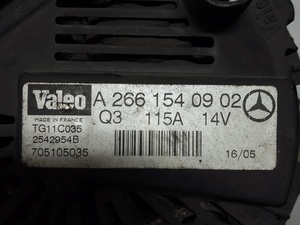 Valeo A 266 154 09 02
MADE IN FRANCE Q3 115A 14V
TG11C035
2542954B
705105035 16/05